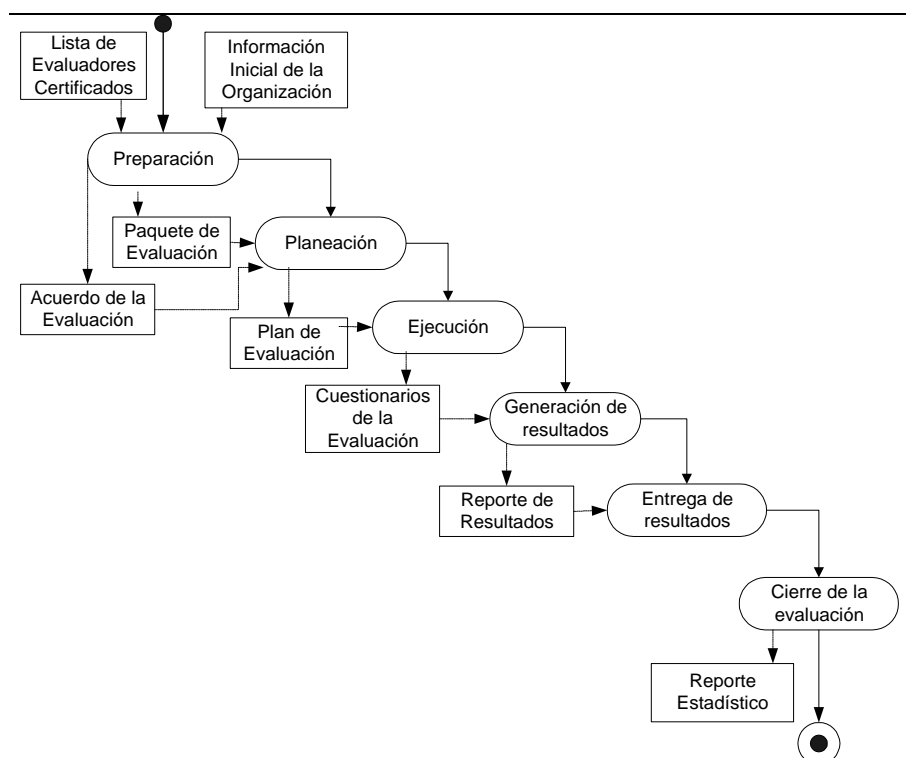 Lista de
Evaluadores
Certificados
Información
Inicial de la
Organización
Preparación
Paquete de
Evaluación
Planeación
Acuerdo de la
Evaluación
Plan de
Evaluación
Ejecución
Cuestionarios
de la
Evaluación
Generación de
resultados
Reporte de
Resultados
Entrega de
resultados
Cierre de la
evaluación
Reporte
Estadístico